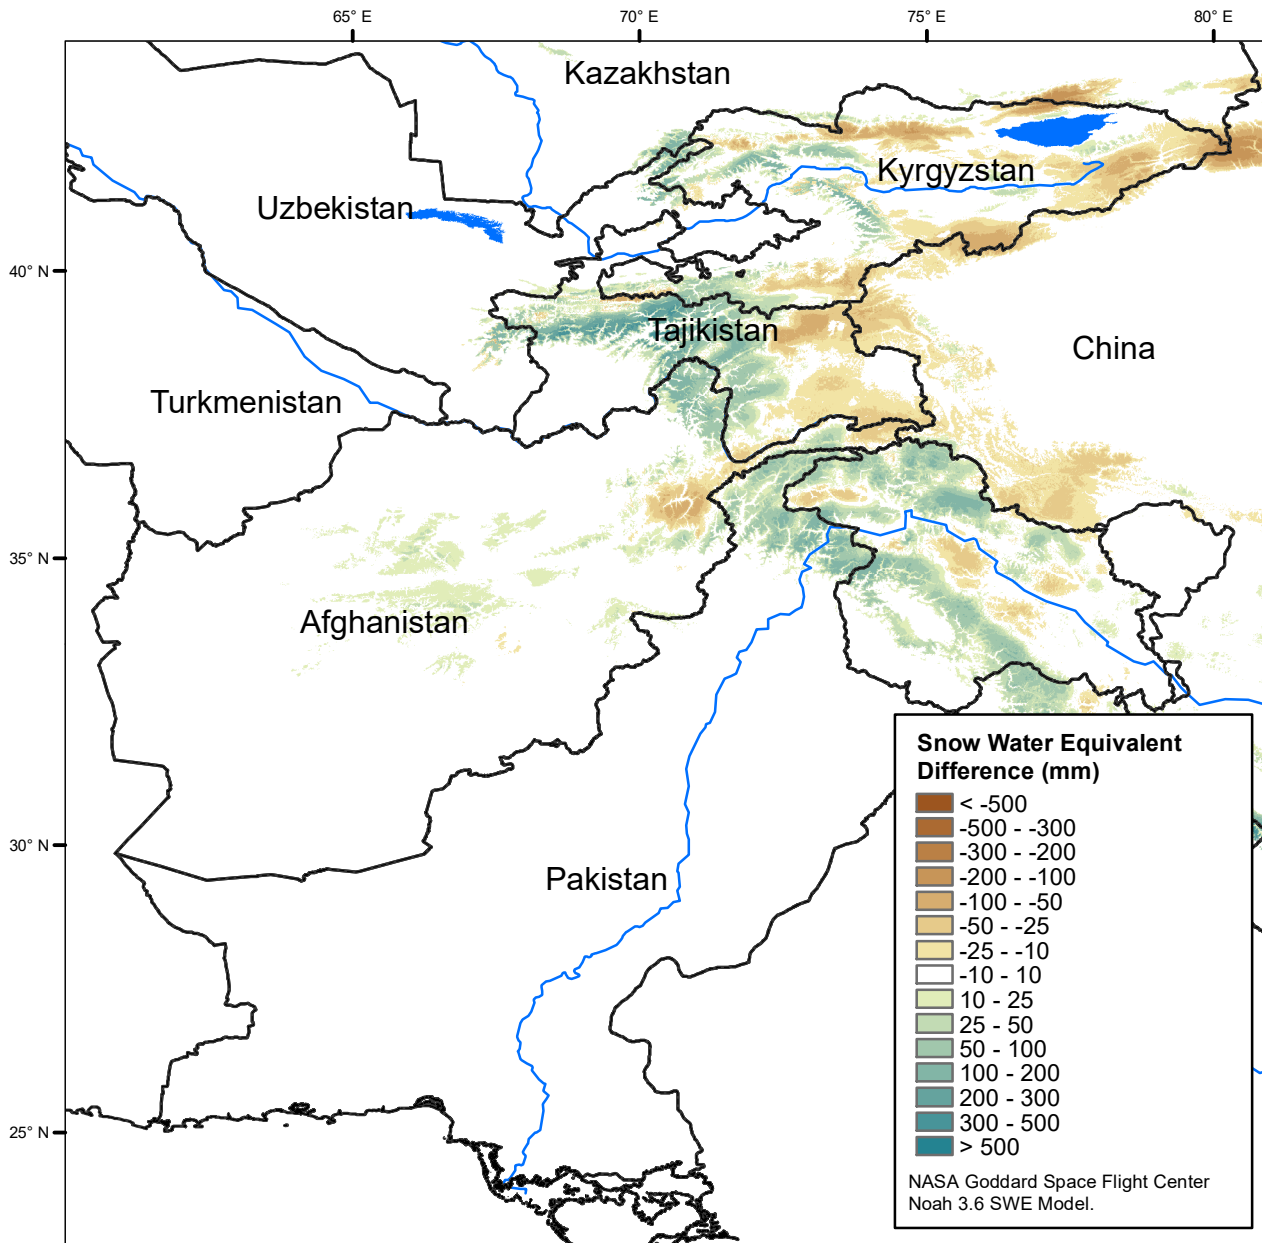 65° E
70° E
75° E
80° E
Kazakhstan
Kyrgyzstan
Uzbekistan
40° N
Tajikistan
China
Turkmenistan
35° N
Afghanistan
Snow Water Equivalent
Difference (mm)
< -500
-500 - -300
-300 - -200
-200 - -100
-100 - -50
-50 - -25
-25 - -10
-10 - 10
10 - 25
25 - 50
50 - 100
100 - 200
200 - 300
300 - 500
> 500
NASA Goddard Space Flight Center
Noah 3.6 SWE Model.
30° N
Pakistan
25° N